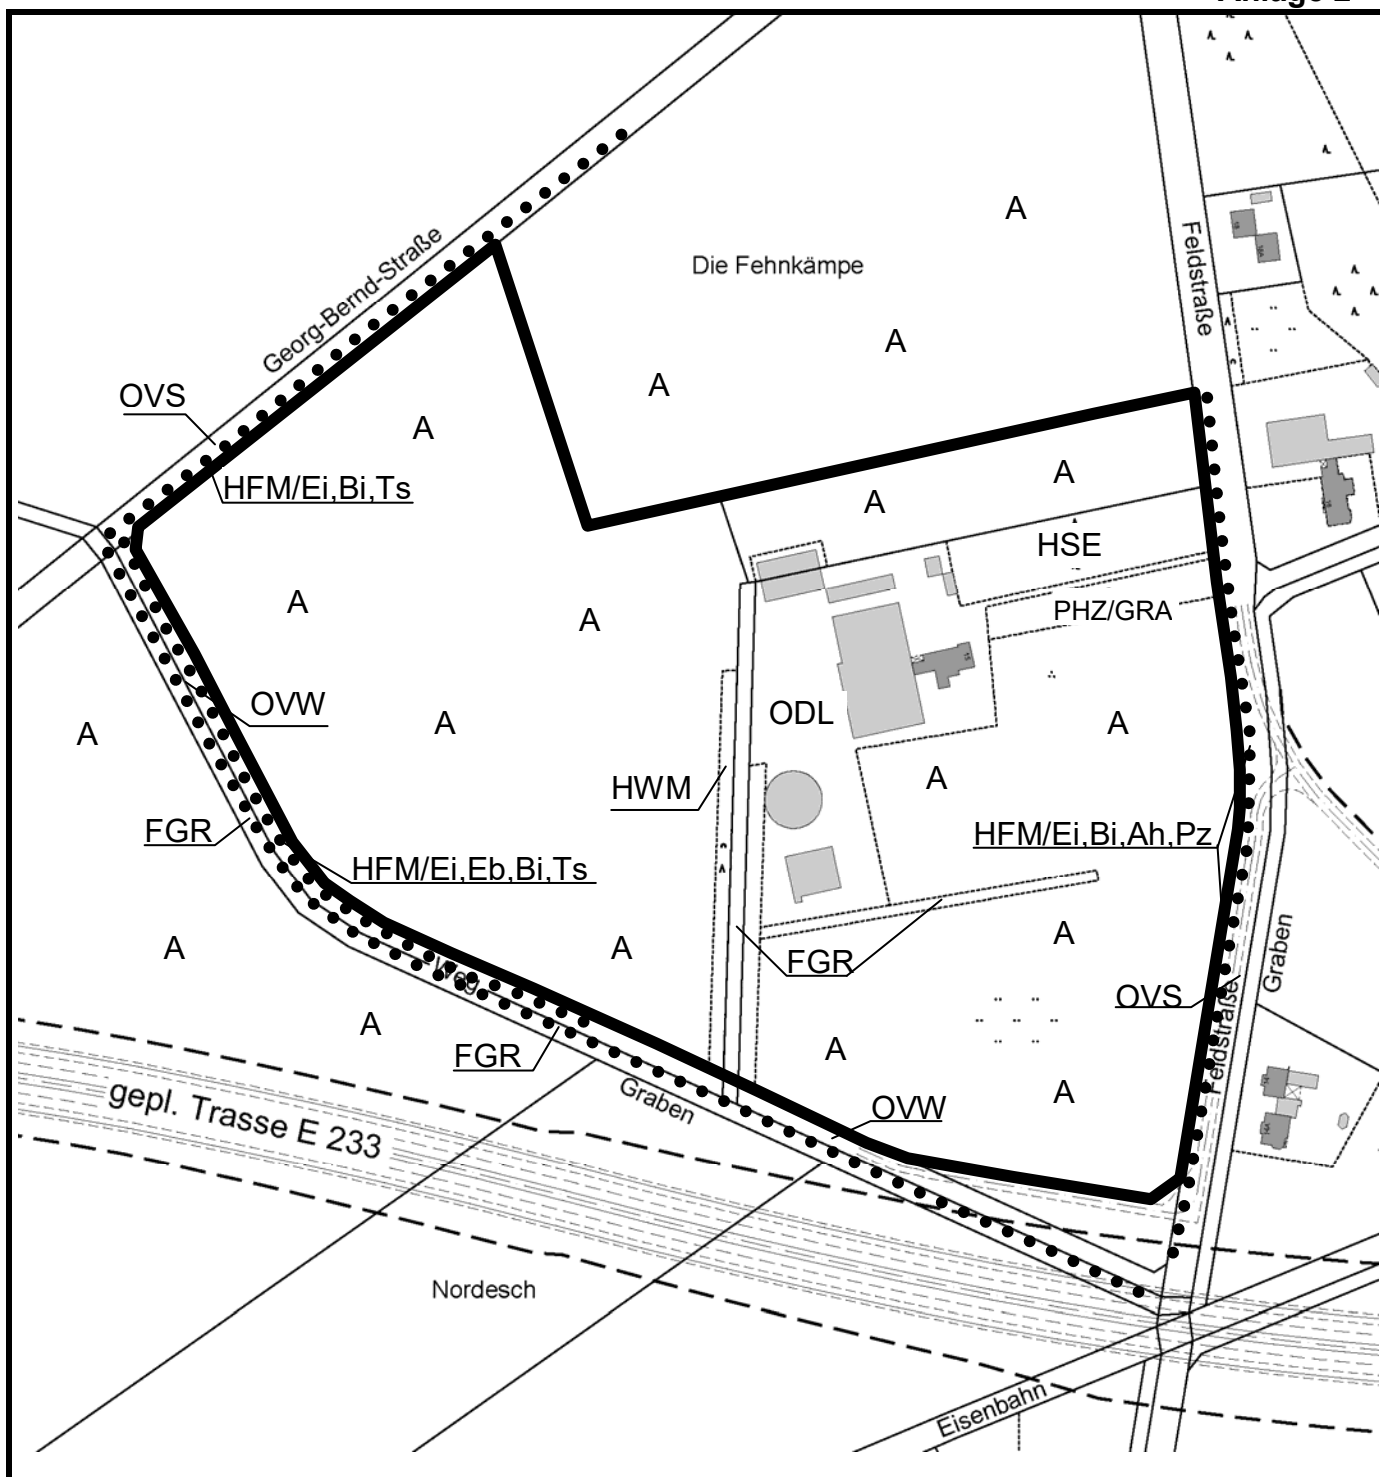 Anlage 2
A
Feldstraße
Die Fehnkämpe
Georg-Bernd-Straße
A
A
OVS
A
HFM/Ei,Bi,Ts
A
A
HSE
A
PHZ/GRA
A
OVW
ODL
A
A
A
A
HWM
FGR
HFM/Ei,Bi,Ah,Pz
HFM/Ei,Eb,Bi,Ts
A
A
A
FGR
Graben
Weg
OVS
A
Feldstraße
FGR
A
gepl. Trasse E 233
Graben
A
OVW
Nordesch
Eisenbahn